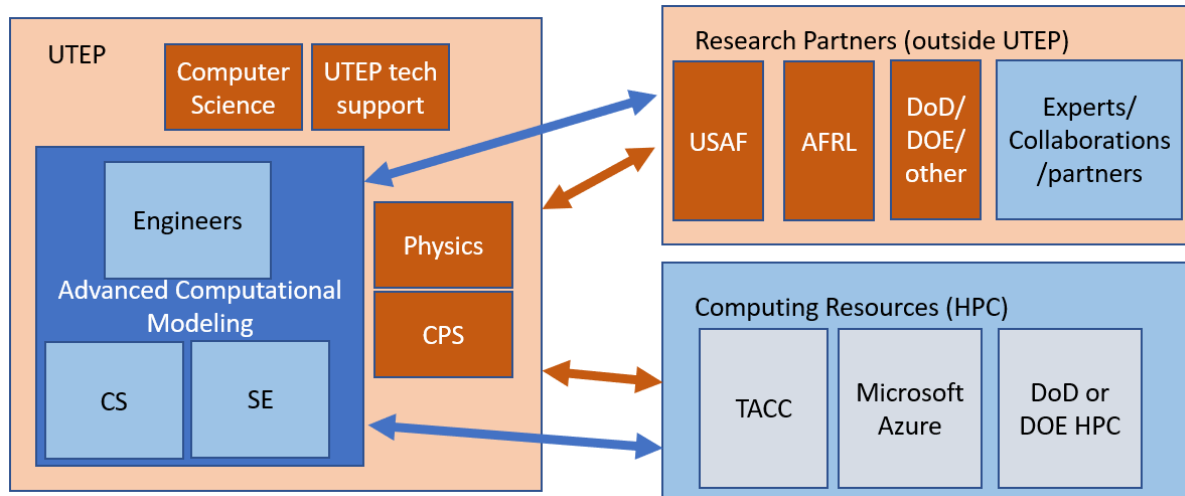 UTEP
Computer
Science
UTEP tech
support
Engineers
Advanced Computational
Modeling
CS
SE
Physics
CPS
Research Partners (outside UTEP)
USAF
AFRL
DoD/
DOE/
other
Experts/
Collaborations
/partners
Computing Resources (HPC)
TACC
Microsoft
Azure
DoD or
DOE HPC